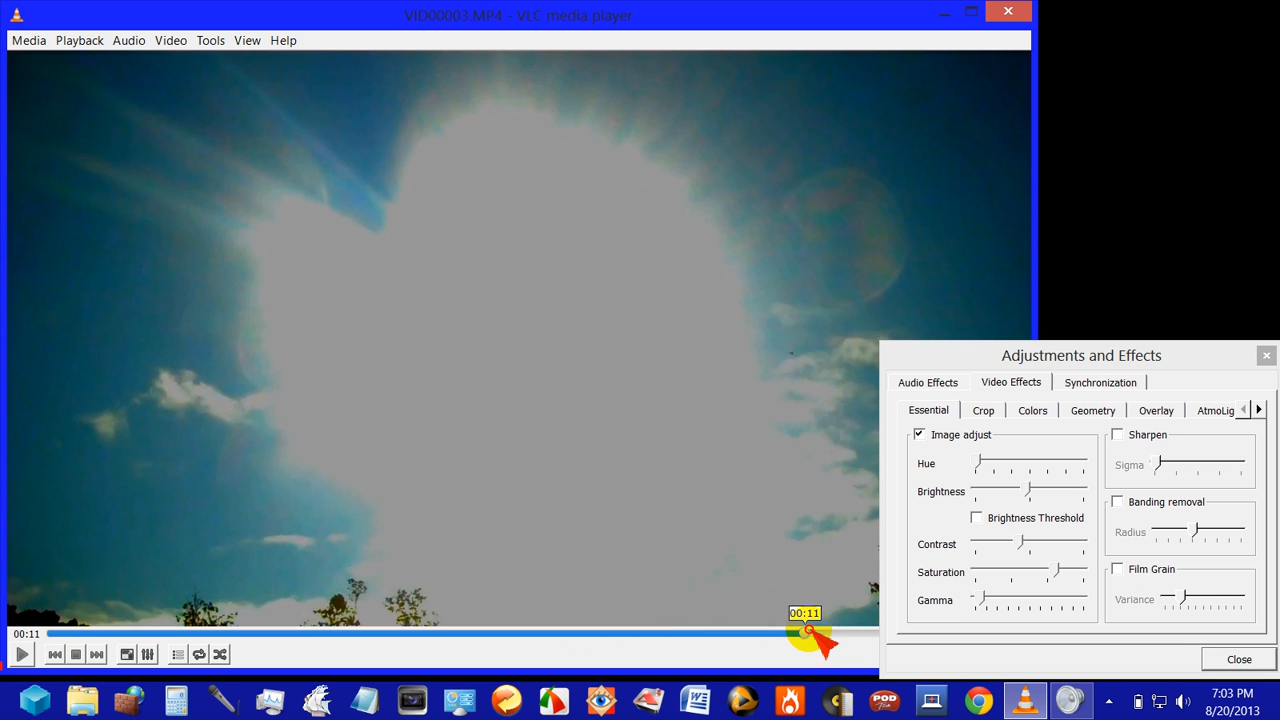 VID00003.MP4 - VLC media player
Media Playback Audio Video Tools View Help
Adjustments and Effects
Audio Effects Video Effects Synchronization
Essential Crop Colors Geometry Overlay AtmoLig
Image adjust
Sharpen
Hue
Sigma
Brightness
Banding removal
Brightness Threshold
Radius
Contrast
Saturation
Film Grain
Gamma
Variance
00:11
00:11
Close
POD
7:03 PM
8/20/2013